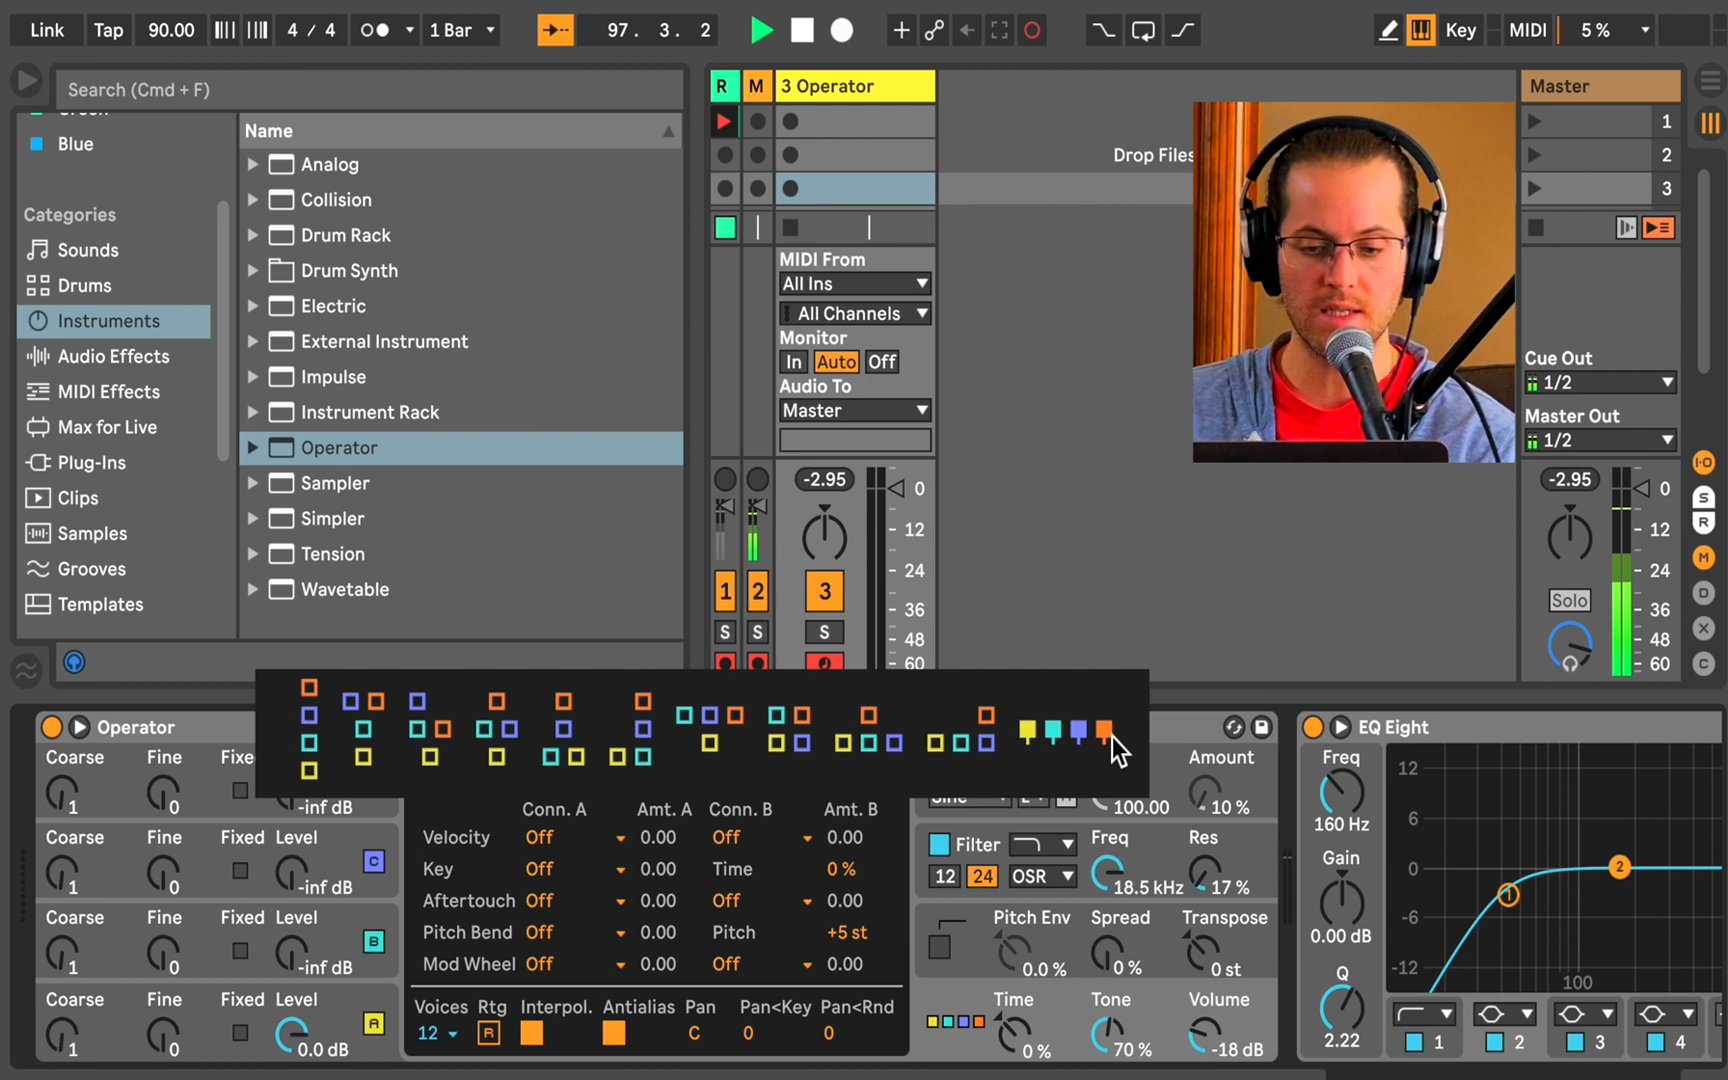 Link Tap 90.00 4 / 4 1 Bar 97. 3. 2 Key MIDI 5 %
Search (Cmd + F)
Blue
Categories
Sounds
Drums
Instruments
Audio Effects
MIDI Effects
Max for Live
Plug-Ins
Clips
Samples
Grooves
Templates
Name
Analog
Collision
Drum Rack
Drum Synth
Electric
External Instrument
Impulse
Instrument Rack
Operator
Sampler
Simpler
Tension
Wavetable
R M 3 Operator
MIDI From
All Ins
All Channels
Monitor
In Auto Off
Audio To
Master
-2.95
0
12
24
36
48
60
1 2 3
S S S
Drop Files
Master
1
2
3
Cue Out
1/2
Master Out
1/2
-2.95
0
12
24
36
48
60
Solo
I·O
S
R
M
D
X
C
Operator
Coarse Fine Fixe
1 0 -inf dB
Coarse Fine Fixed Level
1 0 -inf dB C
Coarse Fine Fixed Level
1 0 -inf dB B
Coarse Fine Fixed Level
1 0 0.0 dB A
Conn. A Amt. A Conn. B Amt. B
Velocity Off 0.00 Off 0.00
Key Off 0.00 Time 0 %
Aftertouch Off 0.00 Off 0.00
Pitch Bend Off 0.00 Pitch +5 st
Mod Wheel Off 0.00 Off 0.00
Voices Rtg Interpol. Antialias Pan Pan<Key Pan<Rnd
12 R C 0 0
Amount
100.00 10 %
Filter Freq Res
12 24 OSR 18.5 kHz 17 %
Pitch Env Spread Transpose
0.0 % 0 % 0 st
Time Tone Volume
0 % 70 % -18 dB
EQ Eight
Freq
160 Hz
Gain
0.00 dB
Q
2.22
12
6
0
-6
-12
100
1
2
1 2 3 4